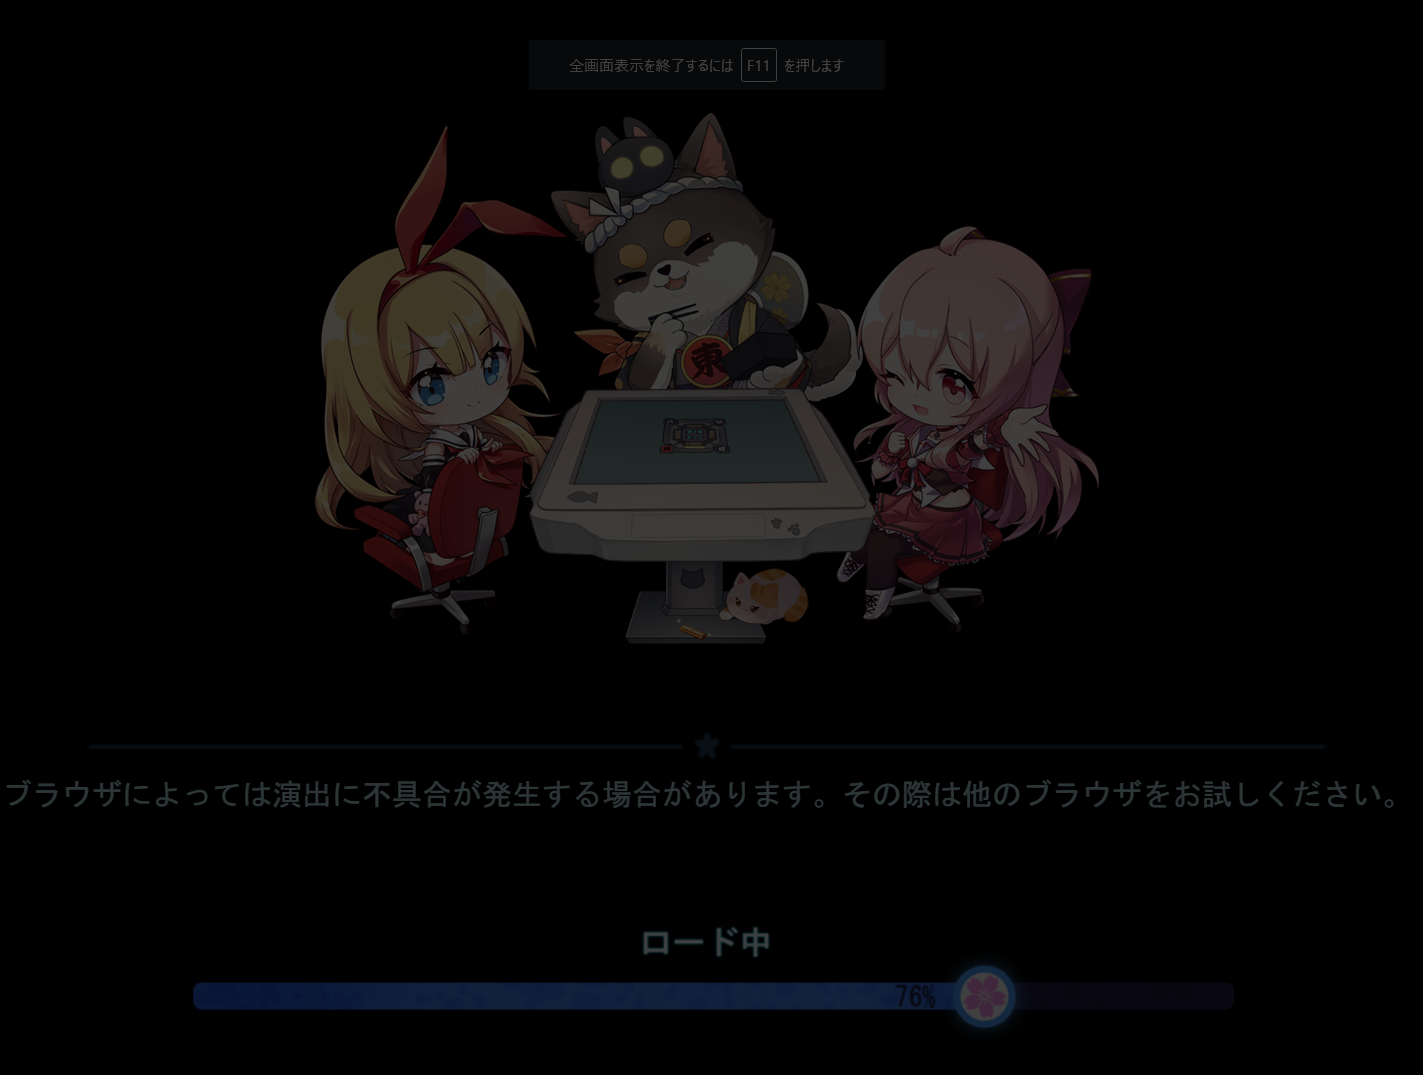 全画面表示を終了するには F11 を押します
東
ブラウザによっては演出に不具合が発生する場合があります。その際は他のブラウザをお試しください。
ロード中
76%